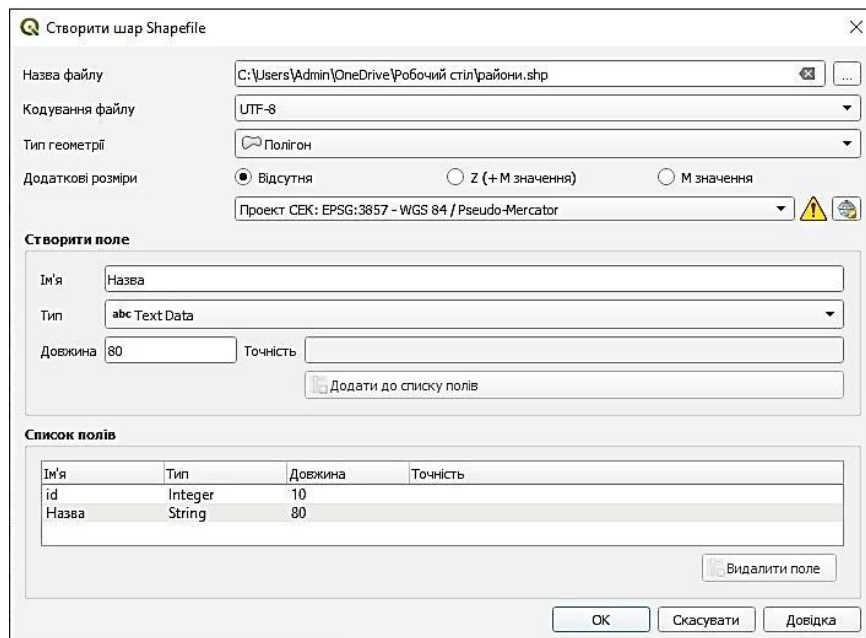 Створити шар Shapefile
Назва файлу C:\Users\Admin\OneDrive\Робочий стіл\райони.shp ...
Кодування файлу UTF-8
Тип геометрії Полігон
Додаткові розміри Відсутня Z (+M значення) M значення
Проект СЕК: EPSG:3857 - WGS 84 / Pseudo-Mercator
Створити поле
Ім'я Назва
Тип abc Text Data
Довжина 80 Точність
Додати до списку полів
Список полів
Ім'я Тип Довжина Точність
id Integer 10
Назва String 80
Видалити поле
OK Скасувати Довідка